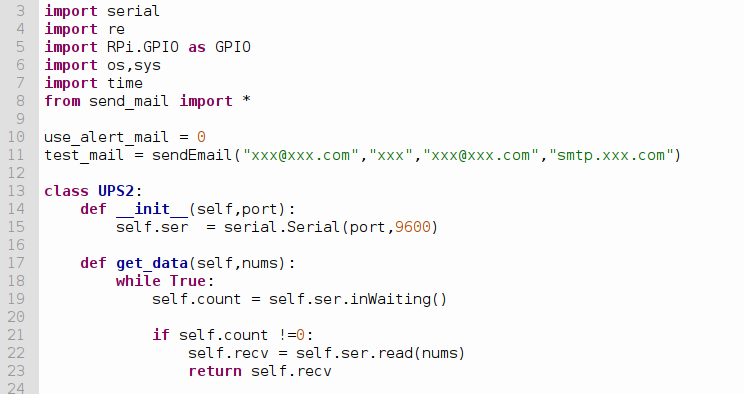 3 import serial
4 import re
5 import RPi.GPIO as GPIO
6 import os,sys
7 import time
8 from send_mail import *
9
10 use_alert_mail = 0
11 test_mail = sendEmail("xxx@xxx.com","xxx","xxx@xxx.com","smtp.xxx.com")
12
13 class UPS2:
14     def __init__(self,port):
15         self.ser  = serial.Serial(port,9600)
16
17     def get_data(self,nums):
18         while True:
19             self.count = self.ser.inWaiting()
20
21             if self.count !=0:
22                 self.recv = self.ser.read(nums)
23                 return self.recv
24